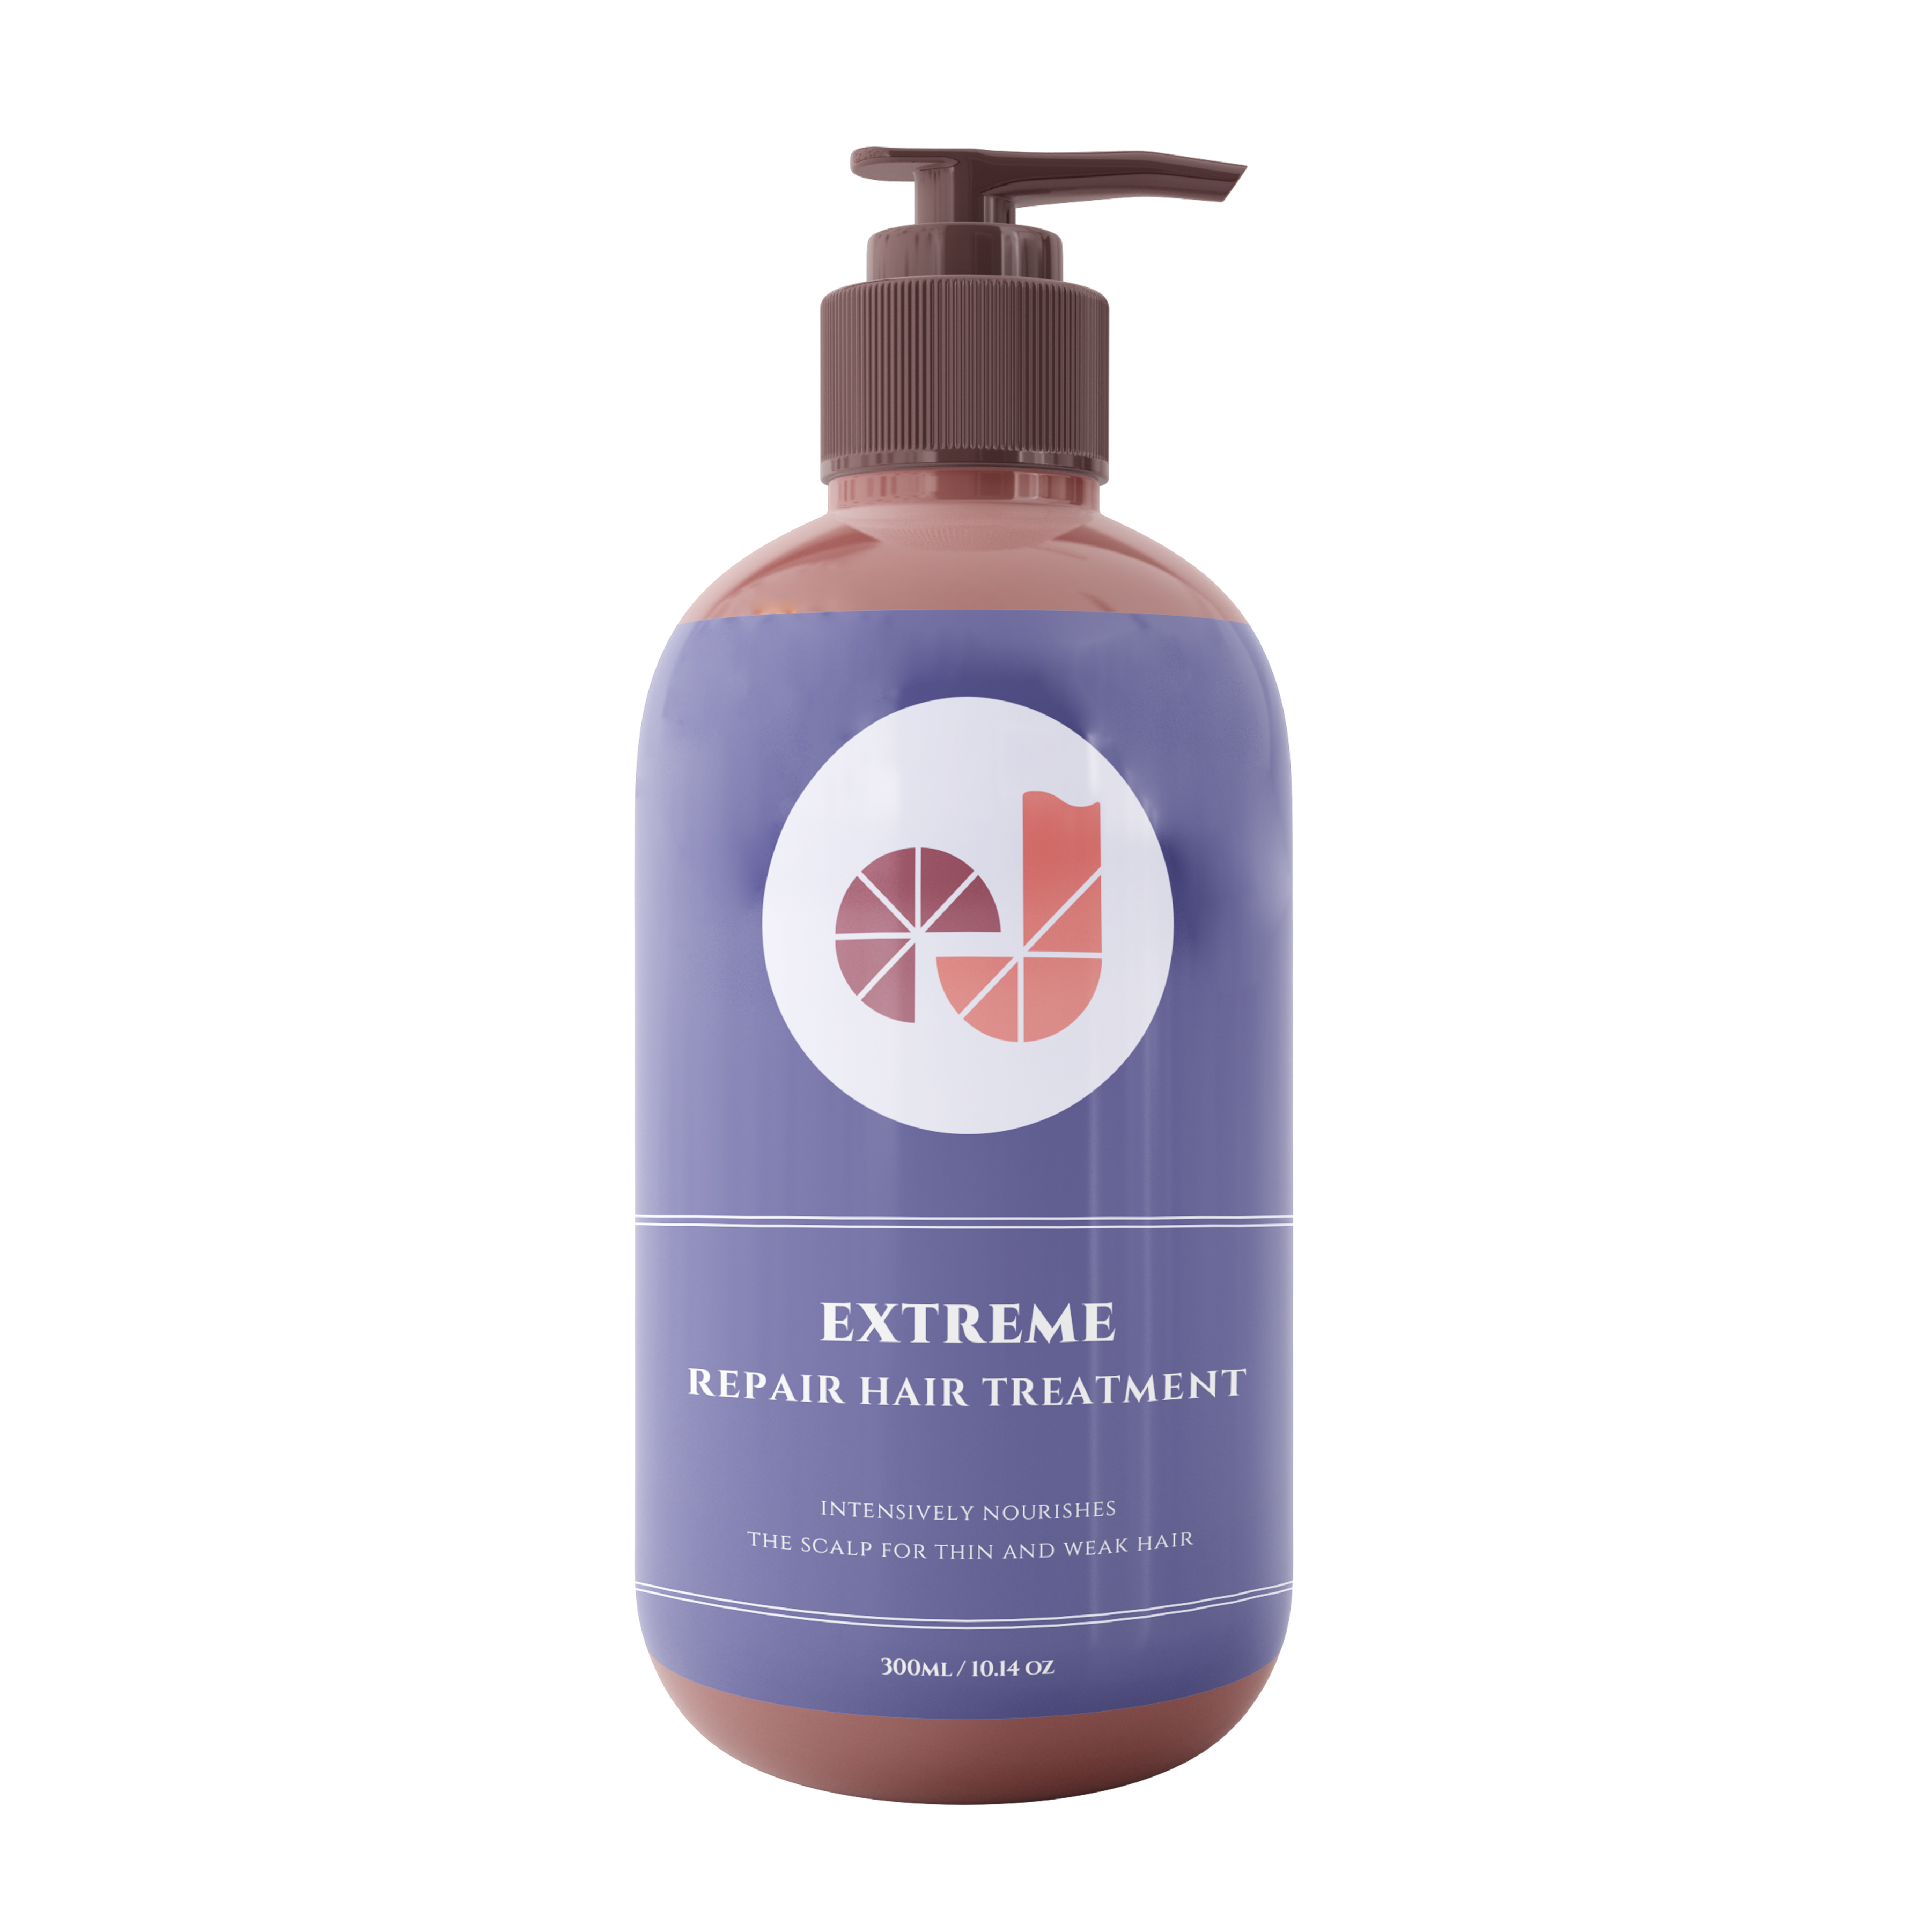 EXTREME
REPAIR HAIR TREATMENT
INTENSIVELY NOURISHES
THE SCALP FOR THIN AND WEAK HAIR
300ML / 10.14 OZ